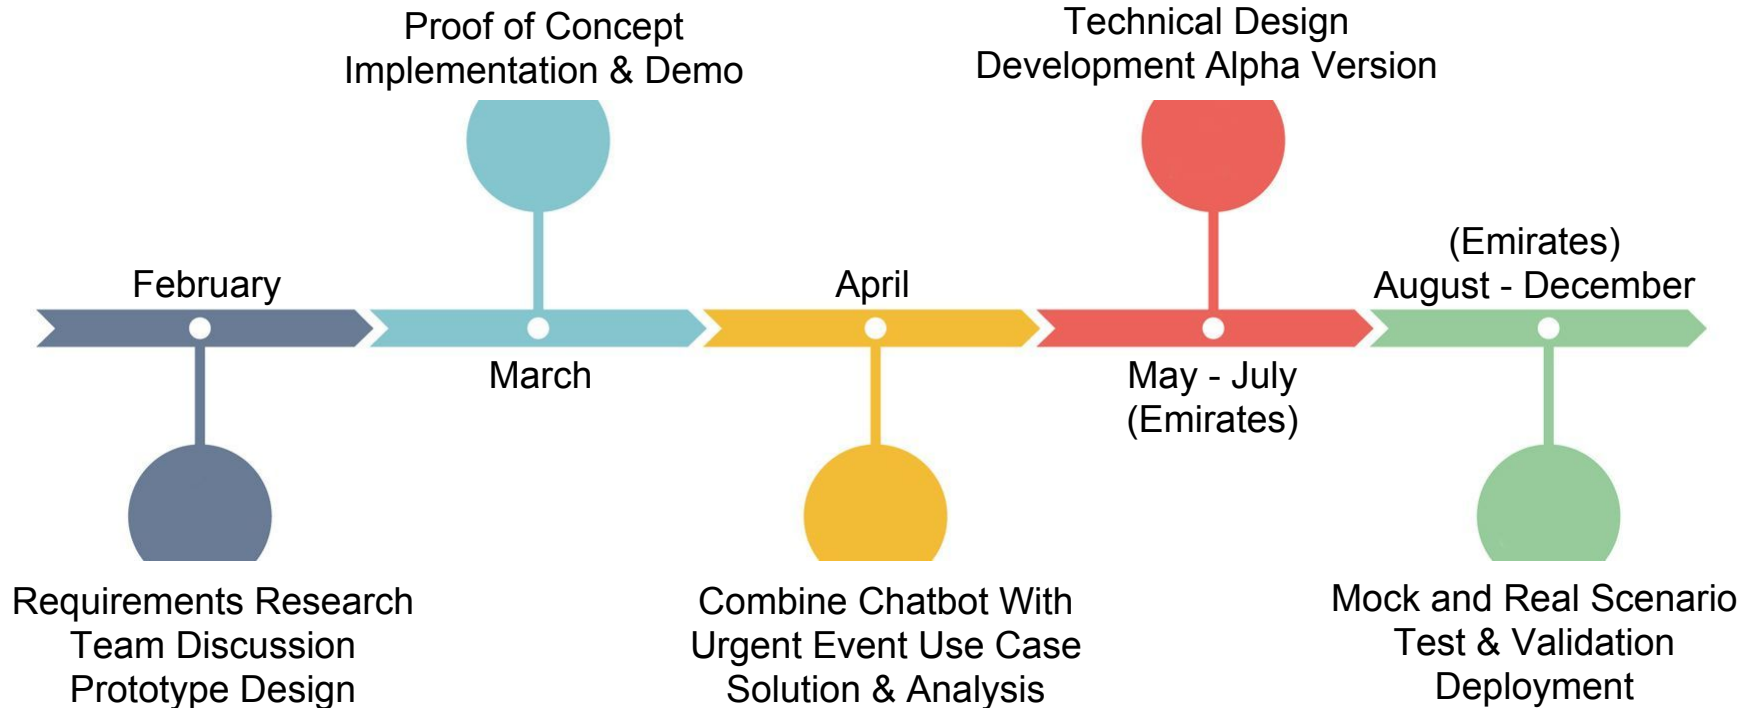 Proof of Concept
Implementation & Demo
Technical Design
Development Alpha Version
February
March
April
May - July
(Emirates)
(Emirates)
August - December
Requirements Research
Team Discussion
Prototype Design
Combine Chatbot With
Urgent Event Use Case
Solution & Analysis
Mock and Real Scenario
Test & Validation
Deployment